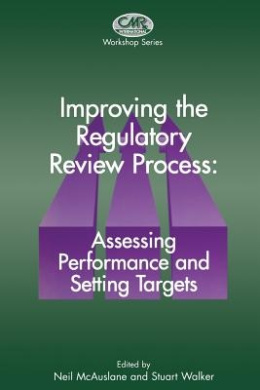 CMR
INTERNATIONAL
Workshop Series
Improving the
Regulatory
Review Process:
Assessing
Performance and
Setting Targets
Edited by
Neil McAuslane and Stuart Walker